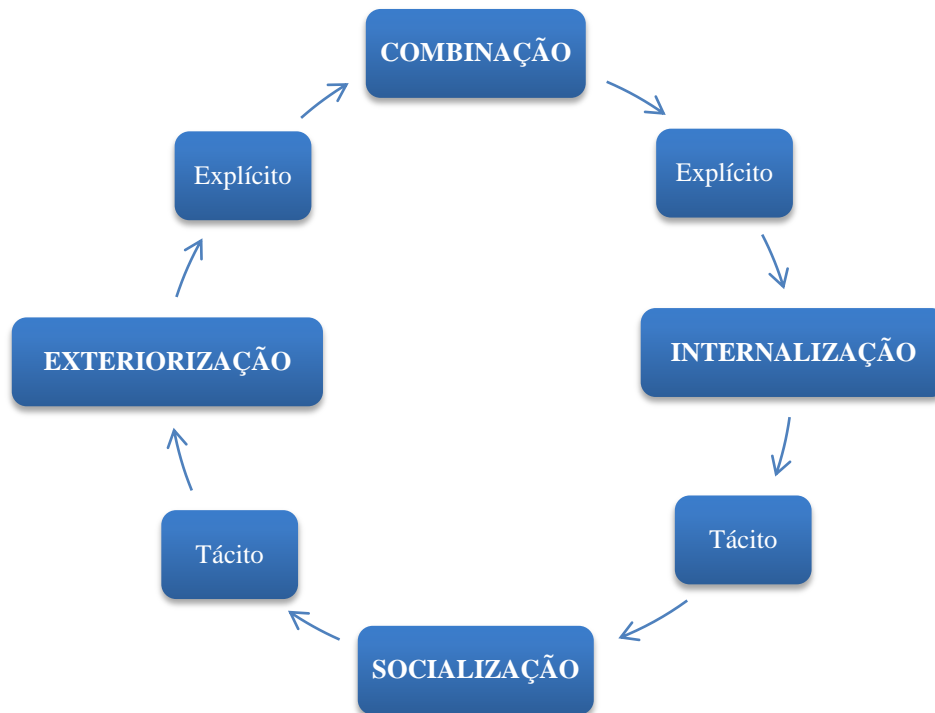 COMBINAÇÃO
Explícito
Explícito
EXTERIORIZAÇÃO
INTERNALIZAÇÃO
Tácito
Tácito
SOCIALIZAÇÃO